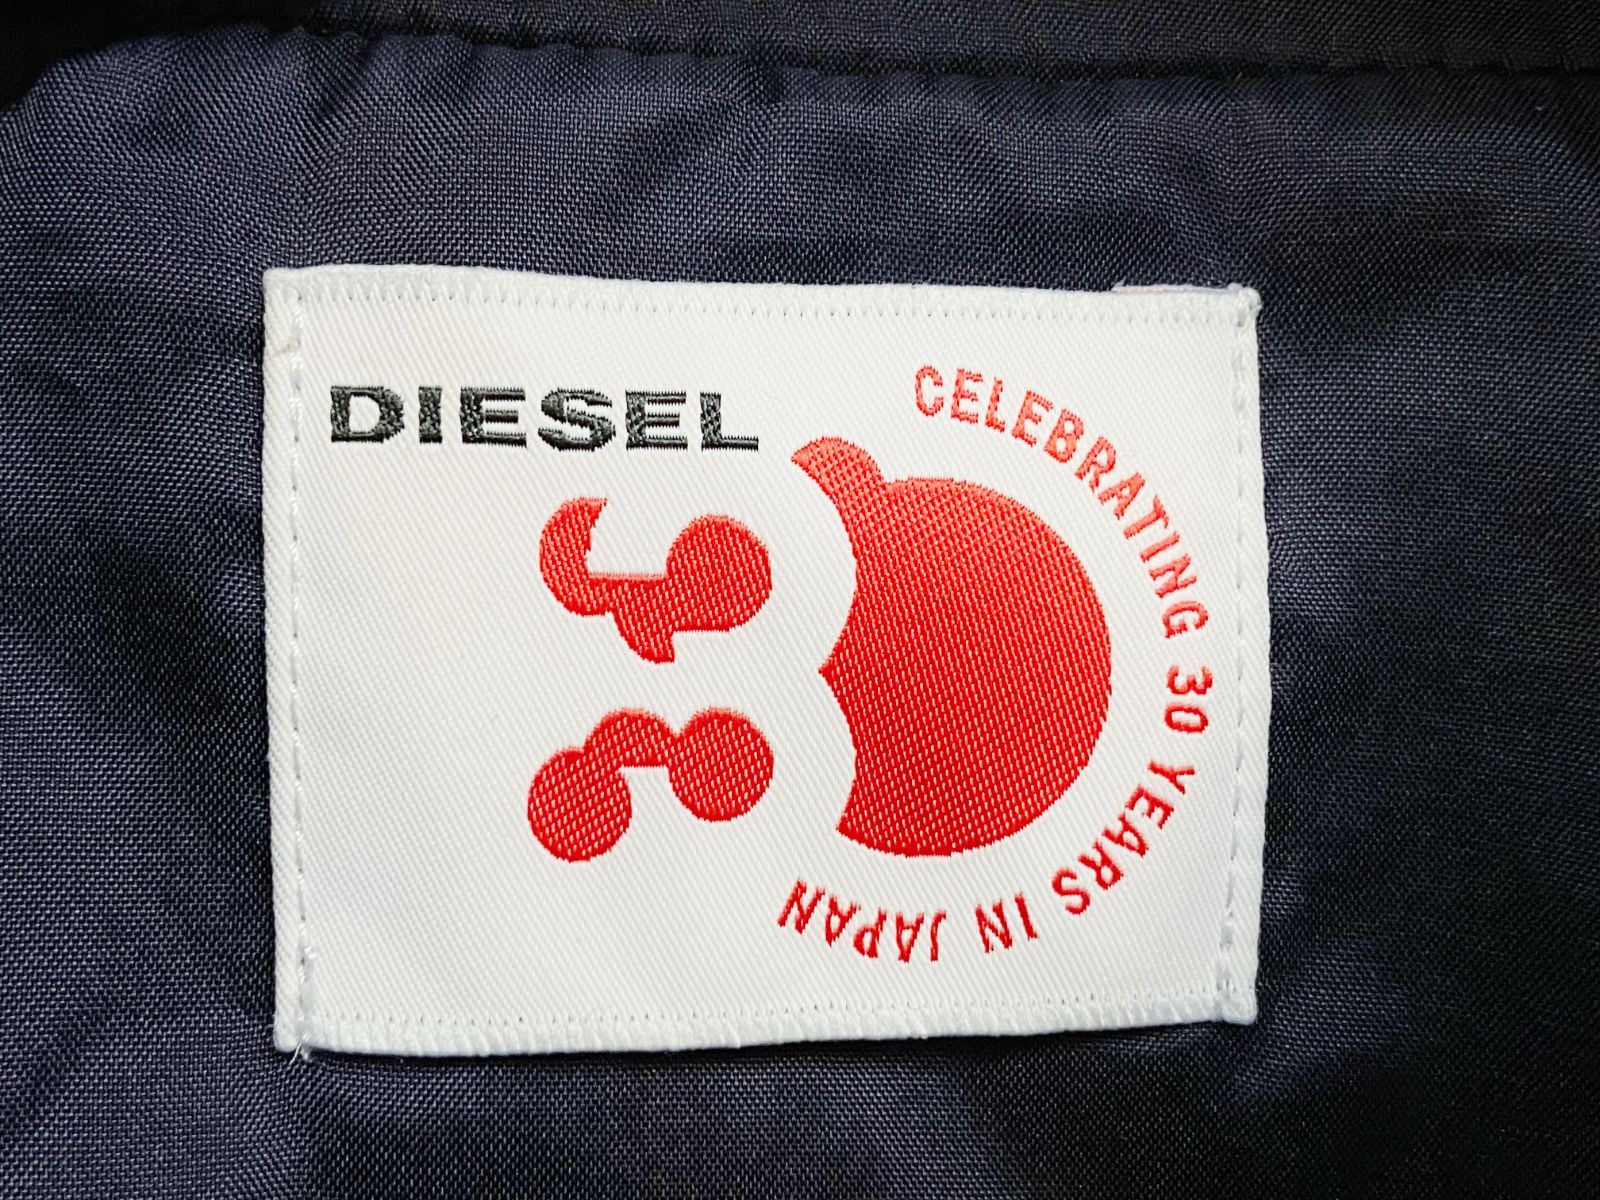 DIESEL
CELEBRATING 30 YEARS IN JAPAN